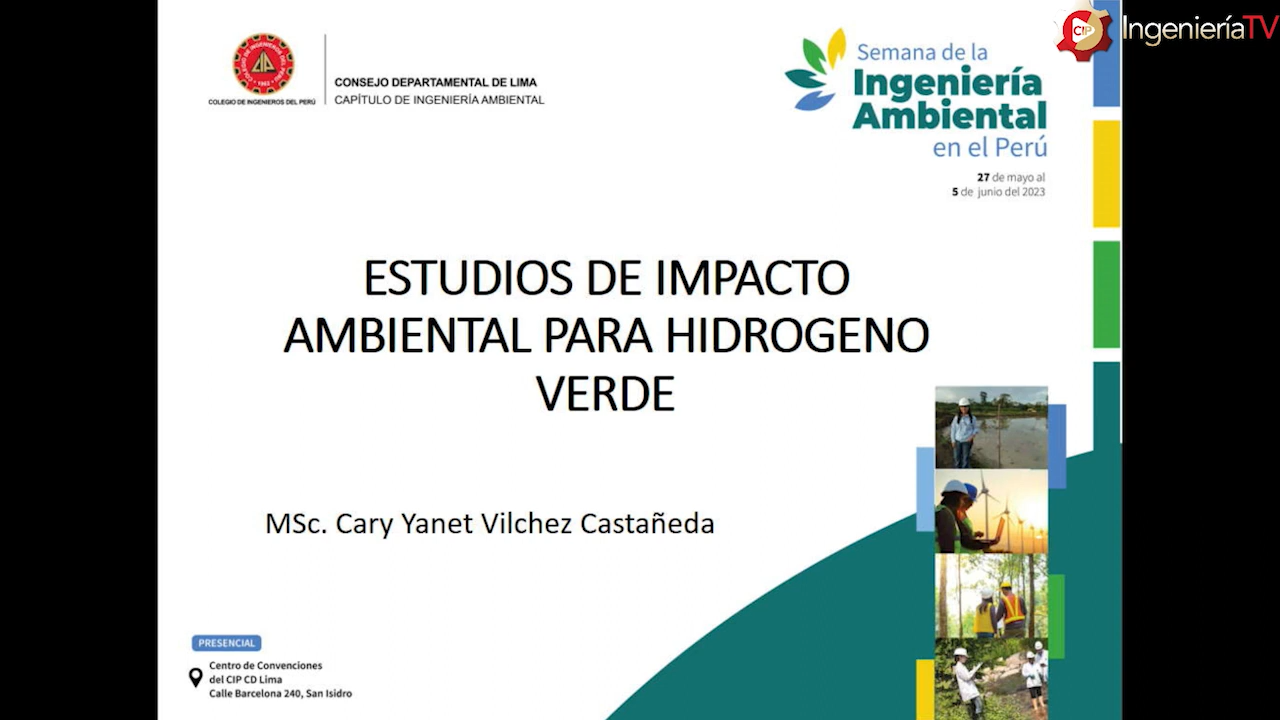 COLEGIO DE INGENIEROS DEL PERÚ
CONSEJO DEPARTAMENTAL DE LIMA
CAPÍTULO DE INGENIERÍA AMBIENTAL
Semana de la
Ingeniería
Ambiental
en el Perú
27 de mayo al
5 de junio del 2023
CIP
IngenieríaTV
ESTUDIOS DE IMPACTO
AMBIENTAL PARA HIDROGENO
VERDE
MSc. Cary Yanet Vilchez Castañeda
PRESENCIAL
Centro de Convenciones
del CIP CD Lima
Calle Barcelona 240, San Isidro